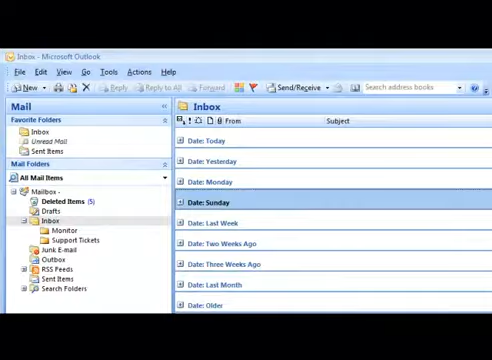 Inbox - Microsoft Outlook
File Edit View Go Tools Actions Help
New Reply Reply to All Forward Send/Receive Search address books
Mail
Favorite Folders
Inbox
Unread Mail
Sent Items
Mail Folders
All Mail Items
Mailbox -
Deleted Items (5)
Drafts
Inbox
Monitor
Support Tickets
Junk E-mail
Outbox
RSS Feeds
Sent Items
Search Folders
Inbox
From Subject
Date: Today
Date: Yesterday
Date: Monday
Date: Sunday
Date: Last Week
Date: Two Weeks Ago
Date: Three Weeks Ago
Date: Last Month
Date: Older